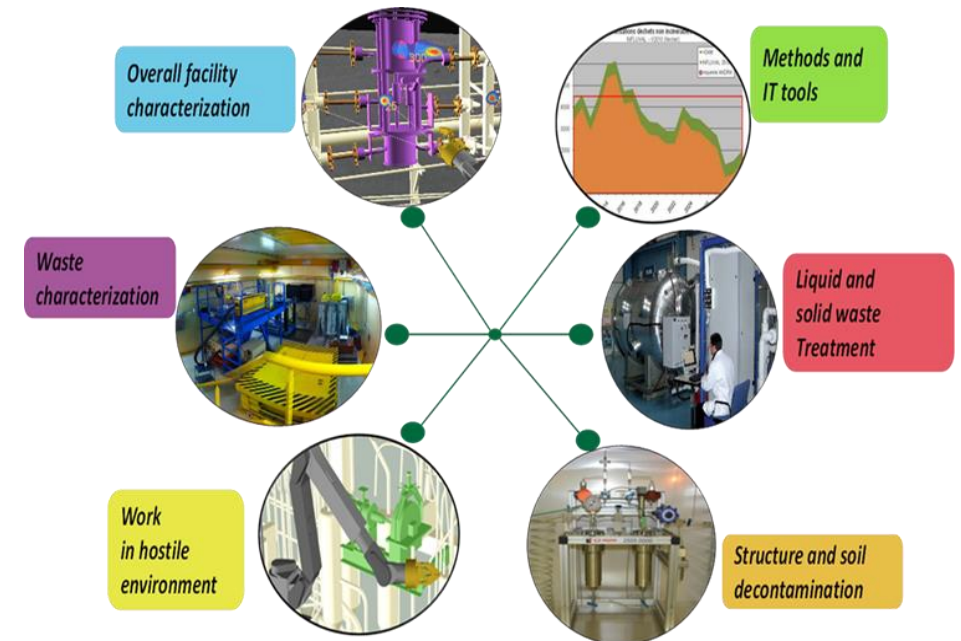 Overall facility
characterization
Methods and
IT tools
Waste
characterization
Liquid and
solid waste
Treatment
Work
in hostile
environment
Structure and soil
decontamination